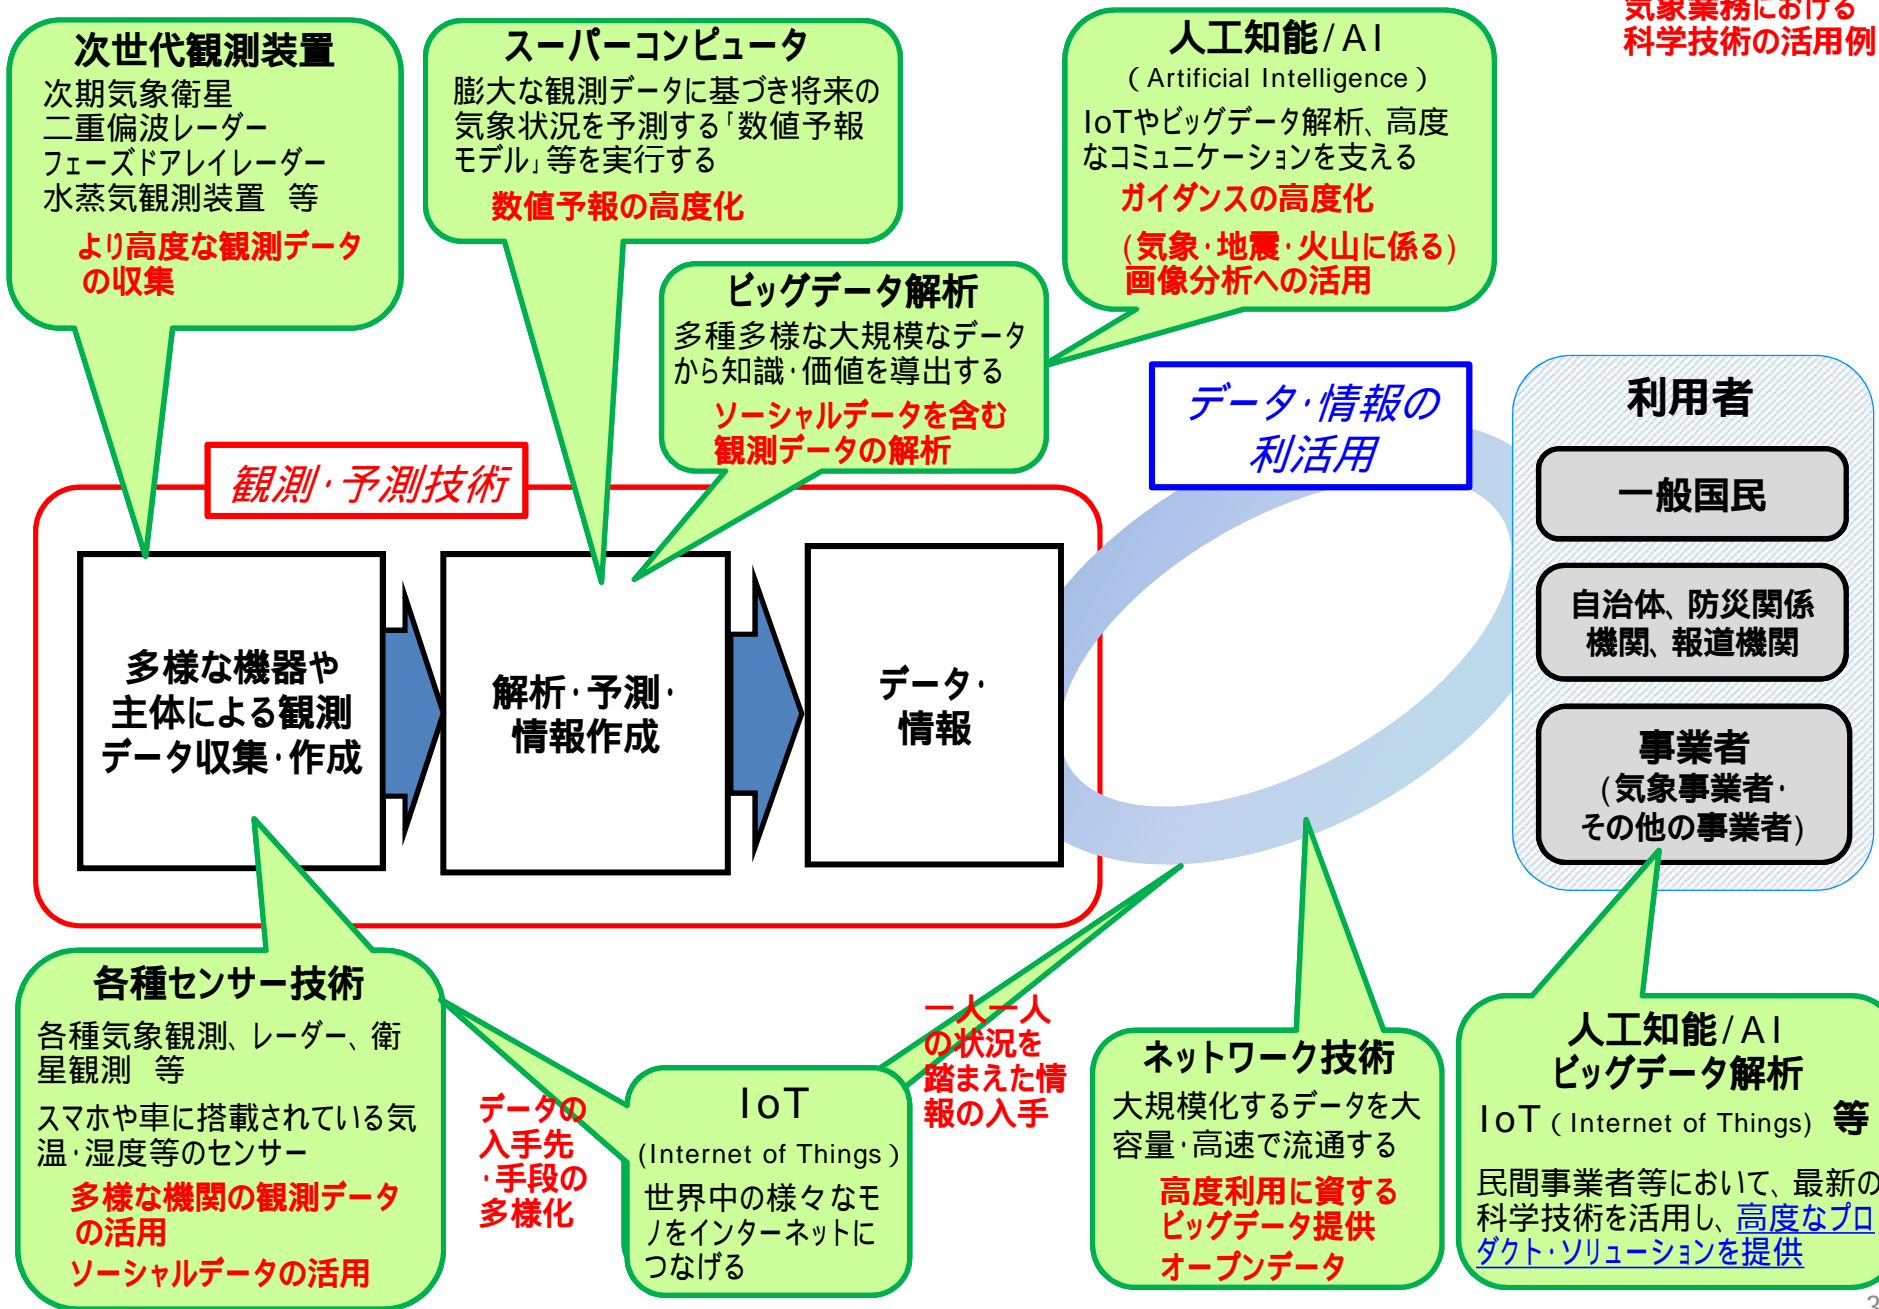 気象業務における
科学技術の活用例
次世代観測装置
次期気象衛星
二重偏波レーダー
フェーズドアレイレーダー
水蒸気観測装置 等
より高度な観測データ
の収集
スーパーコンピュータ
膨大な観測データに基づき将来の
気象状況を予測する「数値予報
モデル」等を実行する
数値予報の高度化
人工知能/AI
(Artificial Intelligence)
IoTやビッグデータ解析、高度
なコミュニケーションを支える
ガイダンスの高度化
(気象・地震・火山に係る)
画像分析への活用
ビッグデータ解析
多種多様な大規模なデータ
から知識・価値を導出する
ソーシャルデータを含む
観測データの解析
観測・予測技術
データ・情報の
利活用
利用者
一般国民
自治体、防災関係
機関、報道機関
事業者
(気象事業者・
その他の事業者)
多様な機器や
主体による観測
データ収集・作成
解析・予測・
情報作成
データ・
情報
各種センサー技術
各種気象観測、レーダー、衛
星観測 等
スマホや車に搭載されている気
温・湿度等のセンサー
多様な機関の観測データ
の活用
ソーシャルデータの活用
データの
入手先
・手段の
多様化
IoT
(Internet of Things)
世界中の様々なモ
ノをインターネットに
つなげる
一人一人
の状況を
踏まえた情
報の入手
ネットワーク技術
大規模化するデータを大
容量・高速で流通する
高度利用に資する
ビッグデータ提供
オープンデータ
人工知能/AI
ビッグデータ解析
IoT(Internet of Things) 等
民間事業者等において、最新の
科学技術を活用し、高度なプロ
ダクト・ソリューションを提供
3